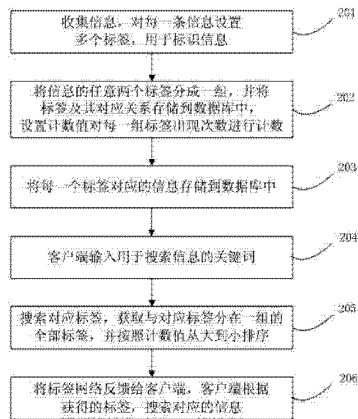 收集信息，对每一条信息设置
多个标签，用于标识信息
201
将信息的任意两个标签分成一组，并将
标签及其对应关系存储到数据库中，
设置计数值对每一组标签出现次数进行计数
202
将每一个标签对应的信息存储到数据库中
203
客户端输入用于搜索信息的关键词
204
搜索对应标签，获取与对应标签分在一组的
全部标签，并按照计数值从大到小排序
205
将标签网络反馈给客户端，客户端根据
获得的标签，搜索对应的信息
206